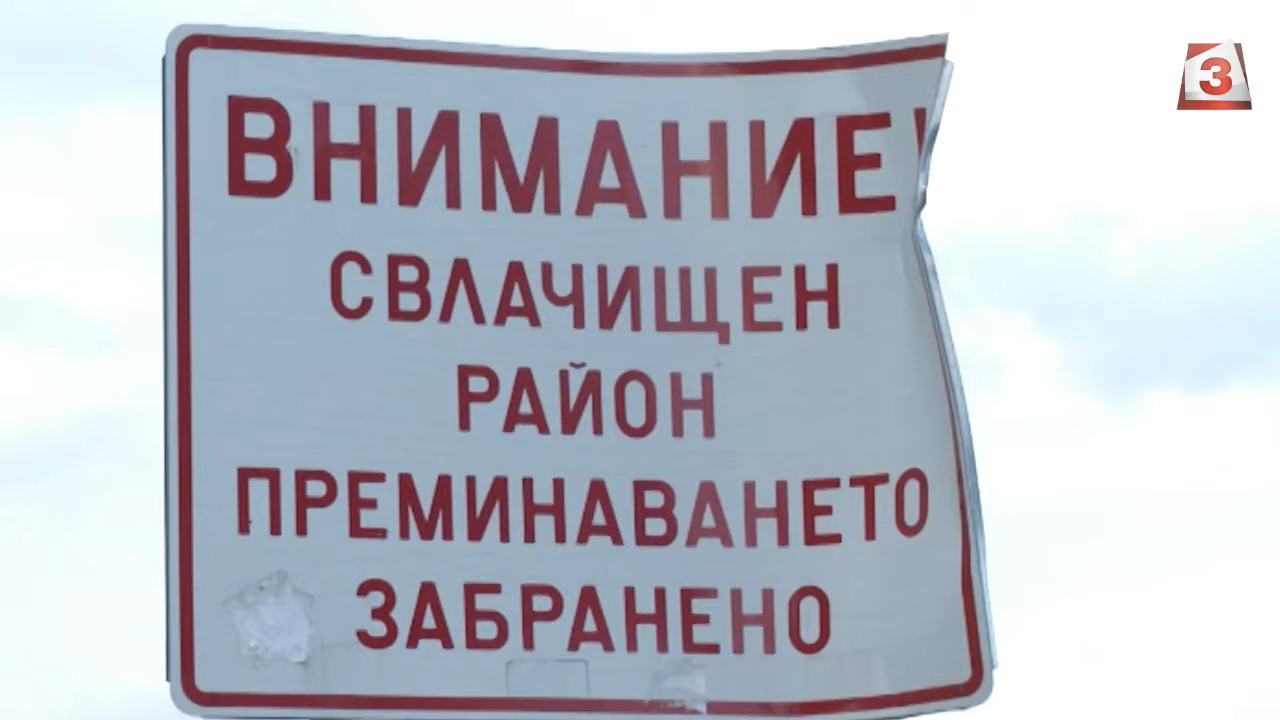 3
ВНИМАНИЕ!
СВЛАЧИЩЕН
РАЙОН
ПРЕМИНАВАНЕТО
ЗАБРАНЕНО